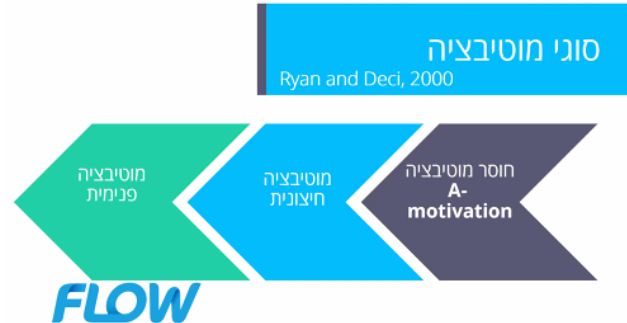 סוגי מוטיבציה
Ryan and Deci, 2000
חוסר מוטיבציה
A-
motivation
מוטיבציה
חיצונית
מוטיבציה
פנימית
FLOW